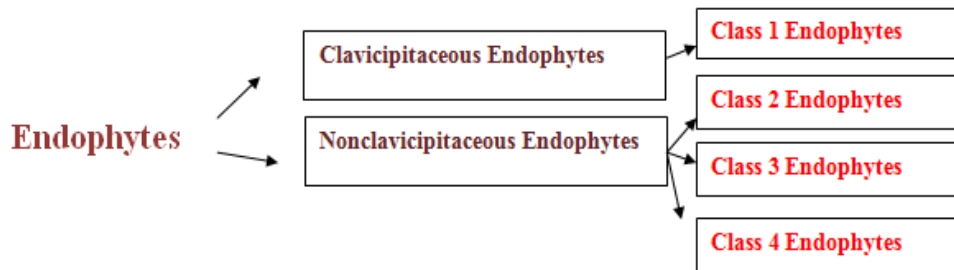 Endophytes
Clavicipitaceous Endophytes
Nonclavicipitaceous Endophytes
Class 1 Endophytes
Class 2 Endophytes
Class 3 Endophytes
Class 4 Endophytes